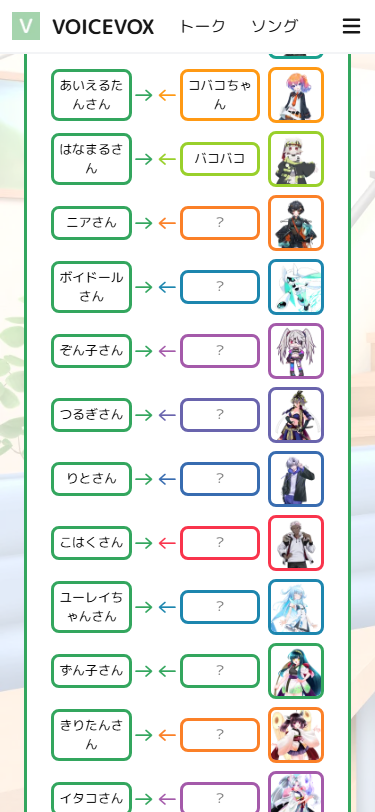 V VOICEVOX トーク ソング
あいえるた
んさん
→ ← コバコちゃ
ん
はなまるさ
ん
→ ← バコバコ
ニアさん → ← ?
ボイドール
さん
→ ← ?
ぞん子さん → ← ?
つるぎさん → ← ?
りとさん → ← ?
こはくさん → ← ?
ユーレイち
ゃんさん
→ ← ?
ずん子さん → ← ?
きりたんさ
ん
→ ← ?
イタコさん → ← ?